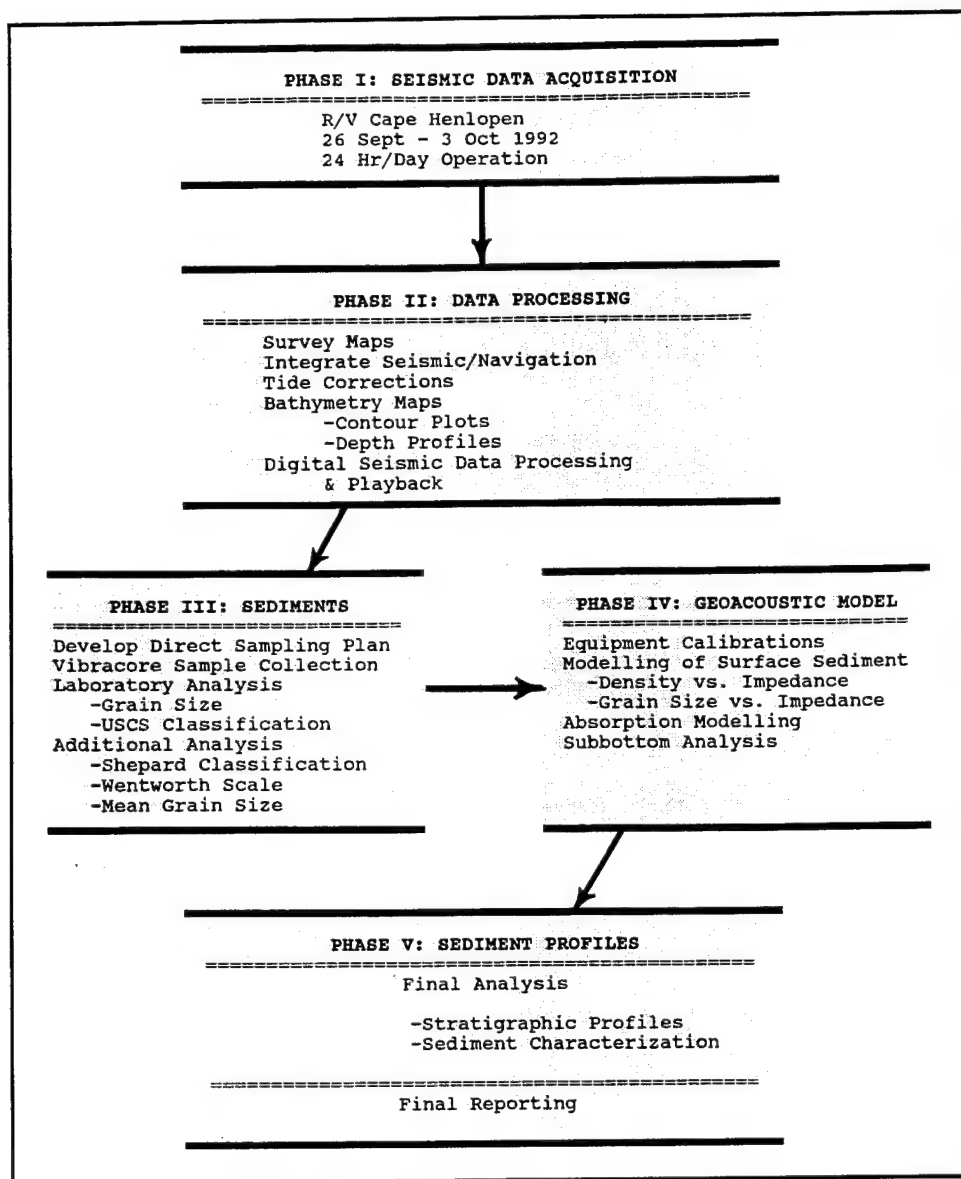 PHASE I: SEISMIC DATA ACQUISITION
==================================================
R/V Cape Henlopen
26 Sept - 3 Oct 1992
24 Hr/Day Operation
PHASE II: DATA PROCESSING
==================================================
Survey Maps
Integrate Seismic/Navigation
Tide Corrections
Bathymetry Maps
-Contour Plots
-Depth Profiles
Digital Seismic Data Processing
& Playback
PHASE III: SEDIMENTS
================================
Develop Direct Sampling Plan
Vibracore Sample Collection
Laboratory Analysis
-Grain Size
-USCS Classification
Additional Analysis
-Shepard Classification
-Wentworth Scale
-Mean Grain Size
PHASE IV: GEOACOUSTIC MODEL
================================
Equipment Calibrations
Modelling of Surface Sediment
-Density vs. Impedance
-Grain Size vs. Impedance
Absorption Modelling
Subbottom Analysis
PHASE V: SEDIMENT PROFILES
==================================================
Final Analysis
-Stratigraphic Profiles
-Sediment Characterization
==================================================
Final Reporting